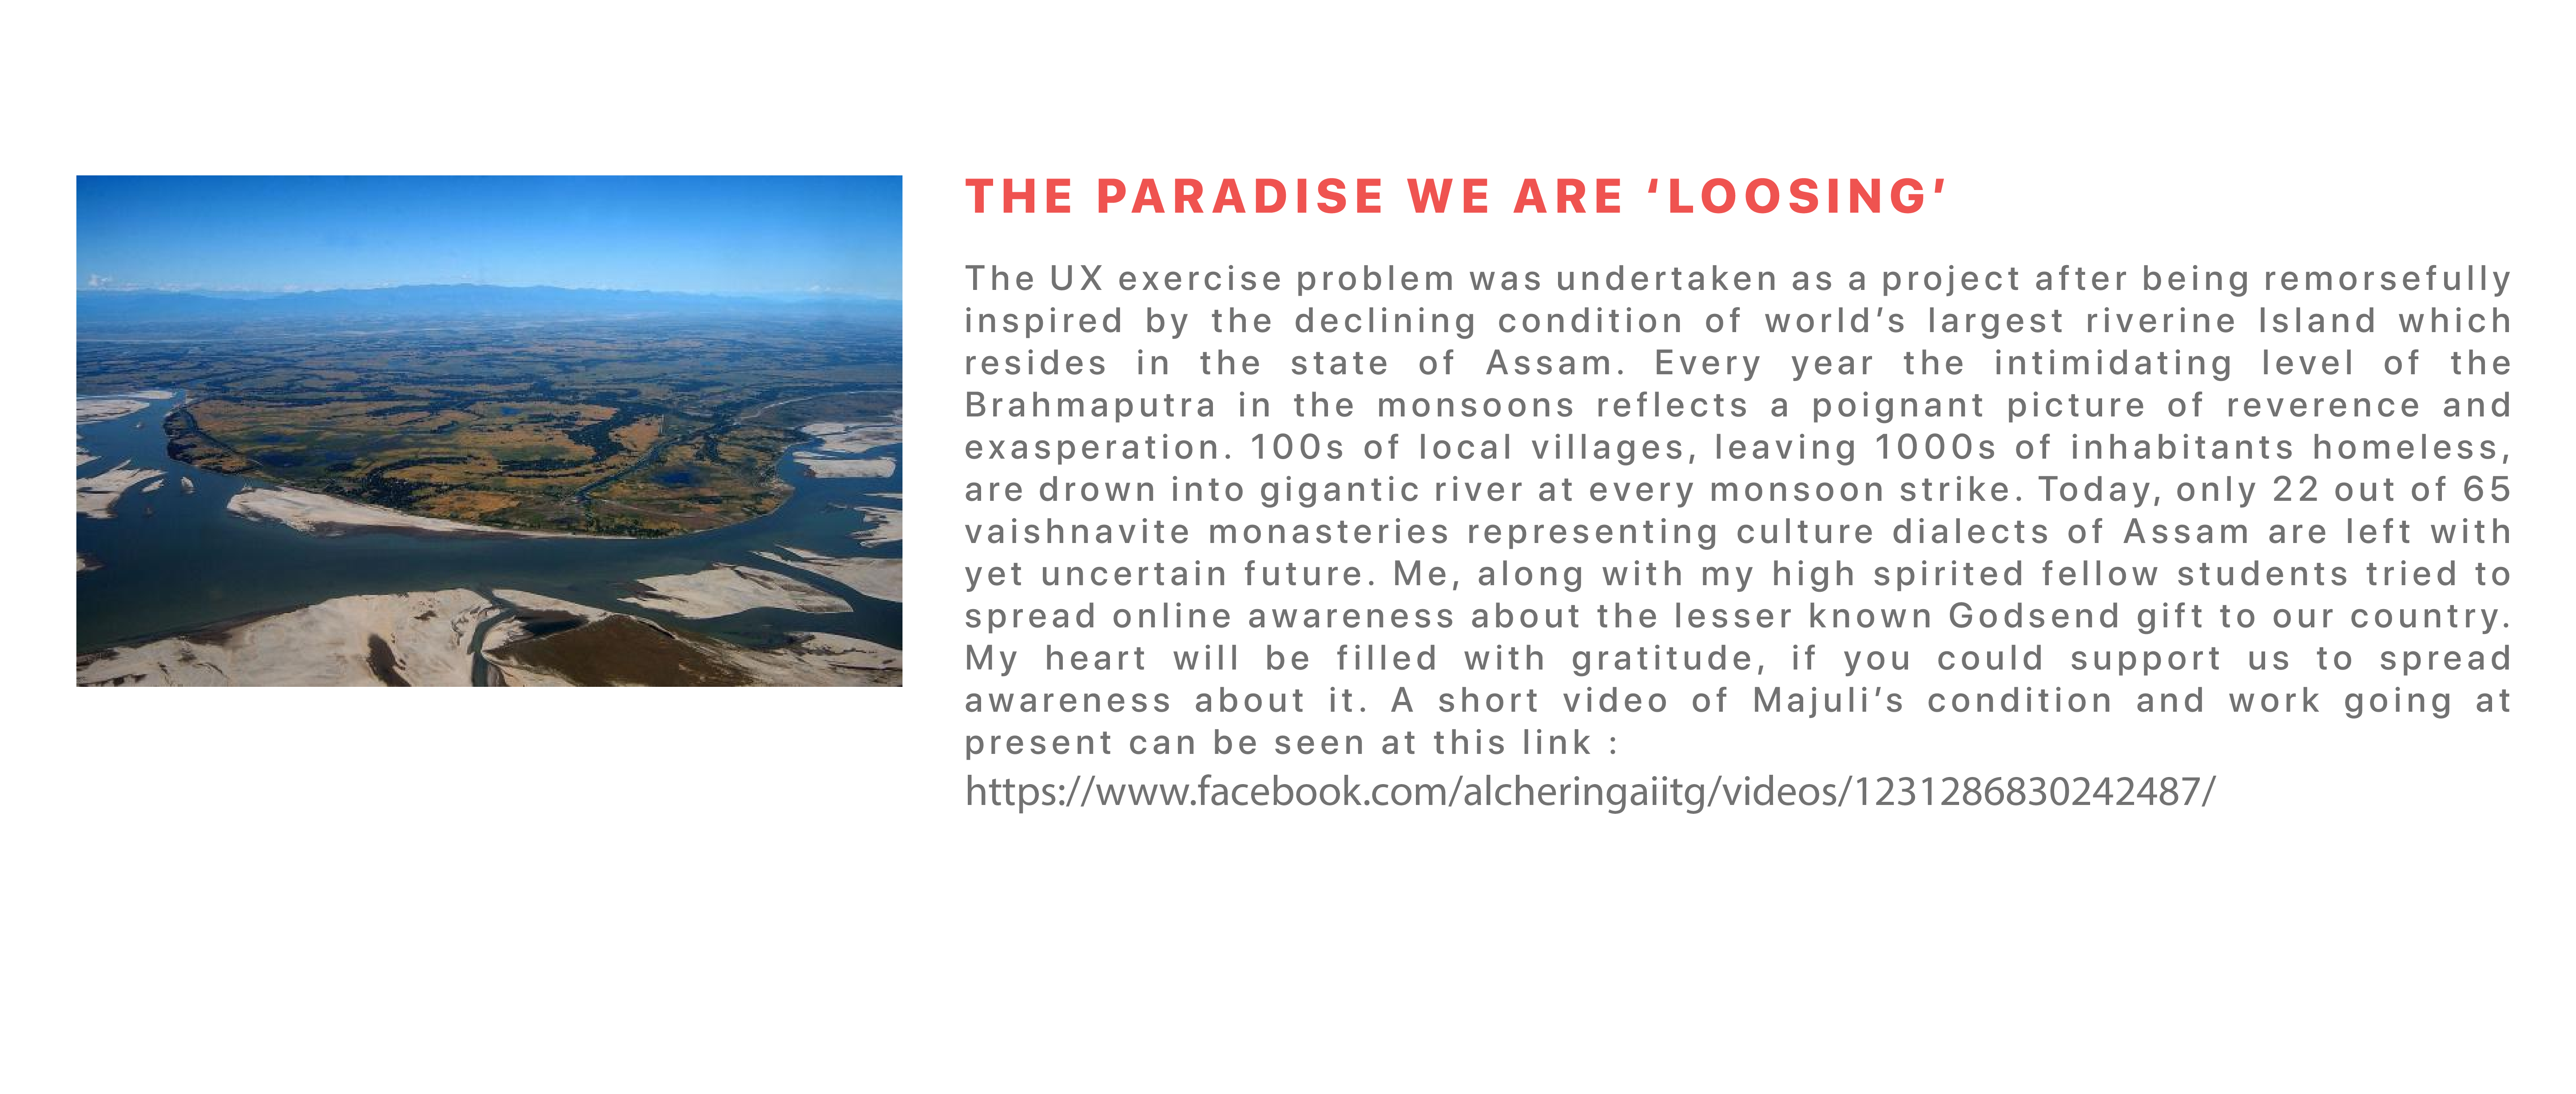 THE PARADISE WE ARE ‘LOOSING’
The UX exercise problem was undertaken as a project after being remorsefully
inspired by the declining condition of world’s largest riverine Island which
resides in the state of Assam. Every year the intimidating level of the
Brahmaputra in the monsoons reflects a poignant picture of reverence and
exasperation. 100s of local villages, leaving 1000s of inhabitants homeless,
are drown into gigantic river at every monsoon strike. Today, only 22 out of 65
vaishnavite monasteries representing culture dialects of Assam are left with
yet uncertain future. Me, along with my high spirited fellow students tried to
spread online awareness about the lesser known Godsend gift to our country.
My heart will be filled with gratitude, if you could support us to spread
awareness about it. A short video of Majuli’s condition and work going at
present can be seen at this link :
https://www.facebook.com/alcheringaiitg/videos/1231286830242487/